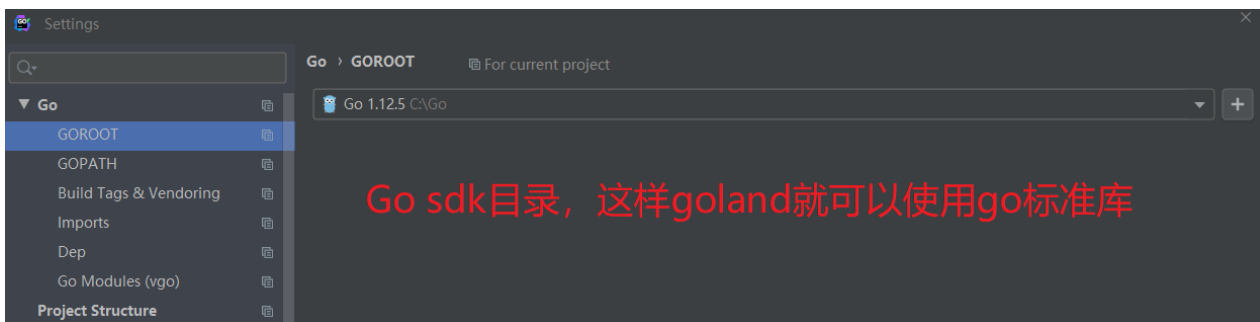 Settings
Go › GOROOT
For current project
Go
Go 1.12.5 C:\Go
GOROOT
GOPATH
Build Tags & Vendoring
Go sdk目录，这样goland就可以使用go标准库
Imports
Dep
Go Modules (vgo)
Project Structure